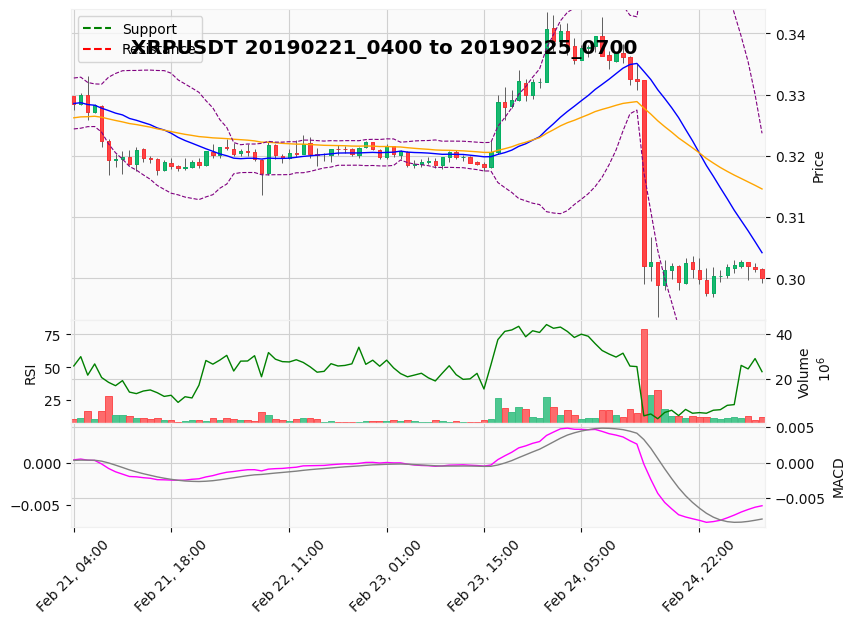 Support
Resistance
XRPUSDT 20190221_0400 to 20190225_0700
0.34
0.33
0.32
0.31
0.30
Price
75
50
25
RSI
40
20
Volume
10^6
0.005
0.000
−0.005
MACD
0.000
−0.005
Feb 21, 04:00
Feb 21, 18:00
Feb 22, 11:00
Feb 23, 01:00
Feb 23, 15:00
Feb 24, 05:00
Feb 24, 22:00